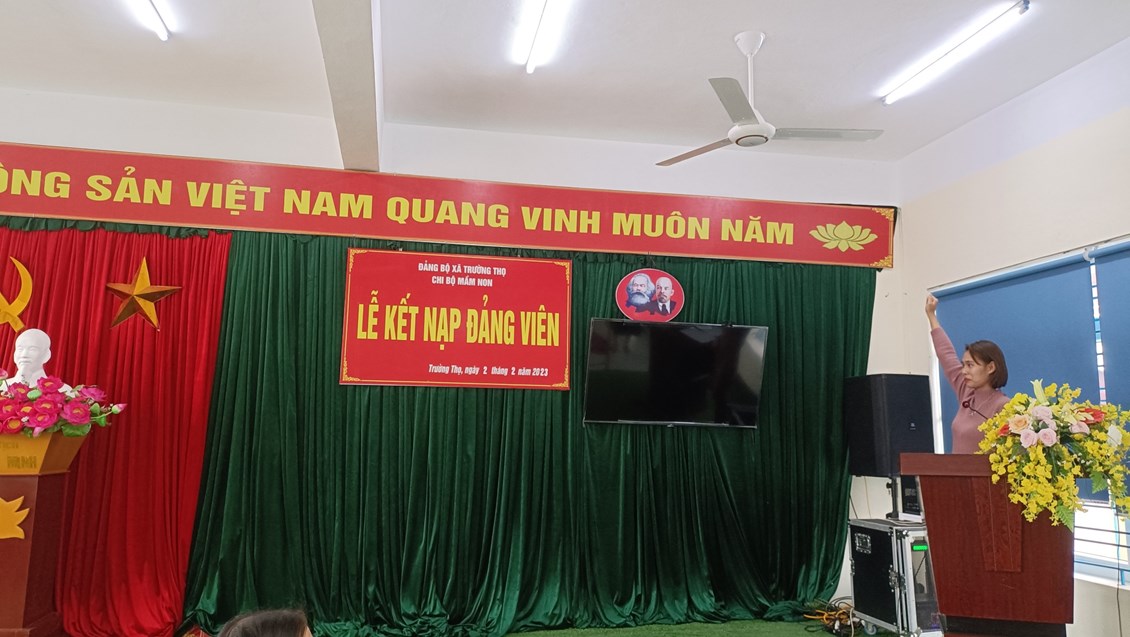 ÔNG SẢN VIỆT NAM QUANG VINH MUÔN NĂM
ĐẢNG BỘ XÃ TRƯỜNG THỌ
CHI BỘ MẦM NON
LỄ KẾT NẠP ĐẢNG VIÊN
Trường Thọ, ngày 2 tháng 2 năm 2023